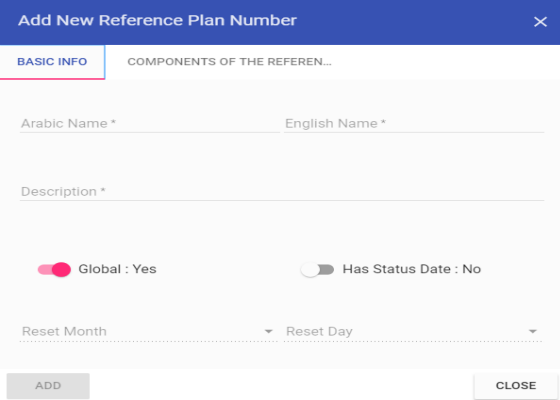 Add New Reference Plan Number
BASIC INFO
COMPONENTS OF THE REFEREN...
Arabic Name *
English Name *
Description *
Global : Yes
Has Status Date : No
Reset Month
Reset Day
ADD
CLOSE